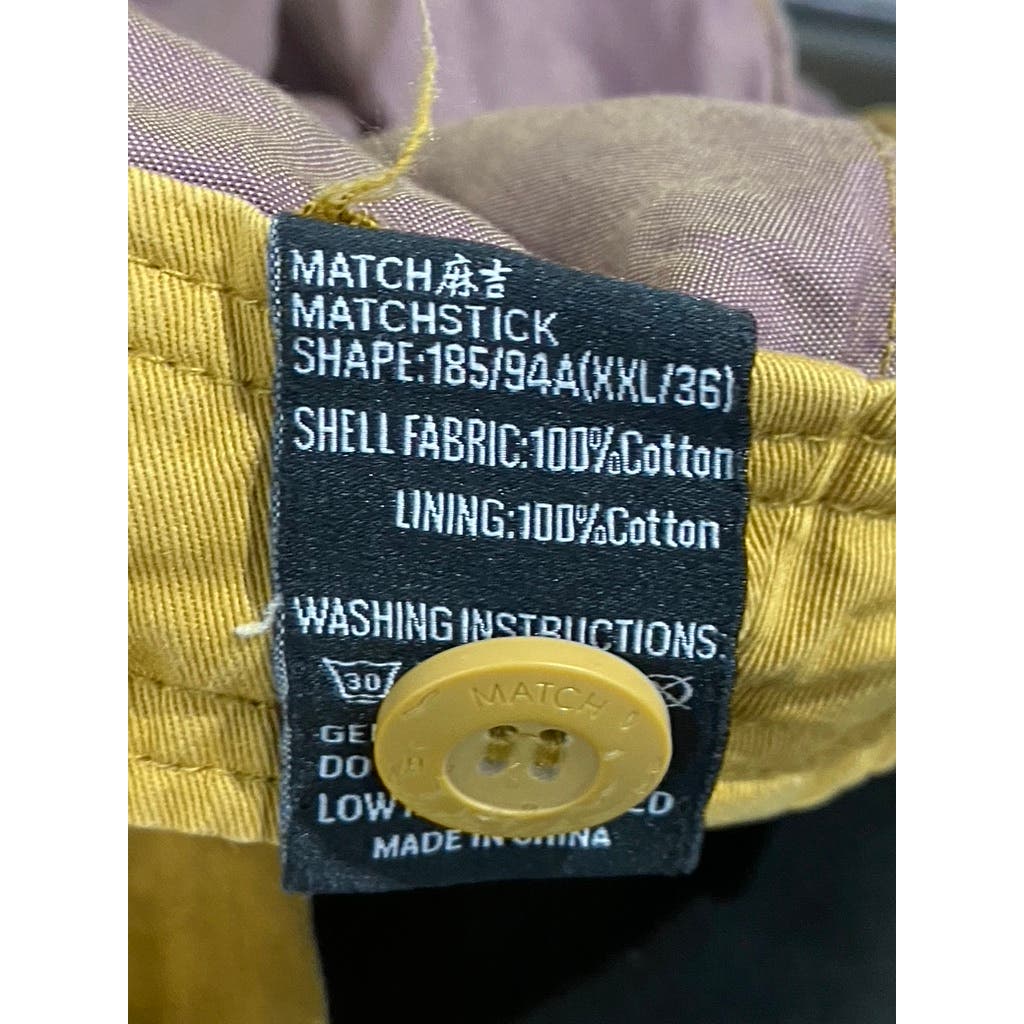 MATCH麻吉
MATCHSTICK
SHAPE:185/94A(XXL/36)
SHELL FABRIC:100%Cotton
LINING:100%Cotton
WASHING INSTRUCTIONS:
30
MATCH
MADE IN CHINA